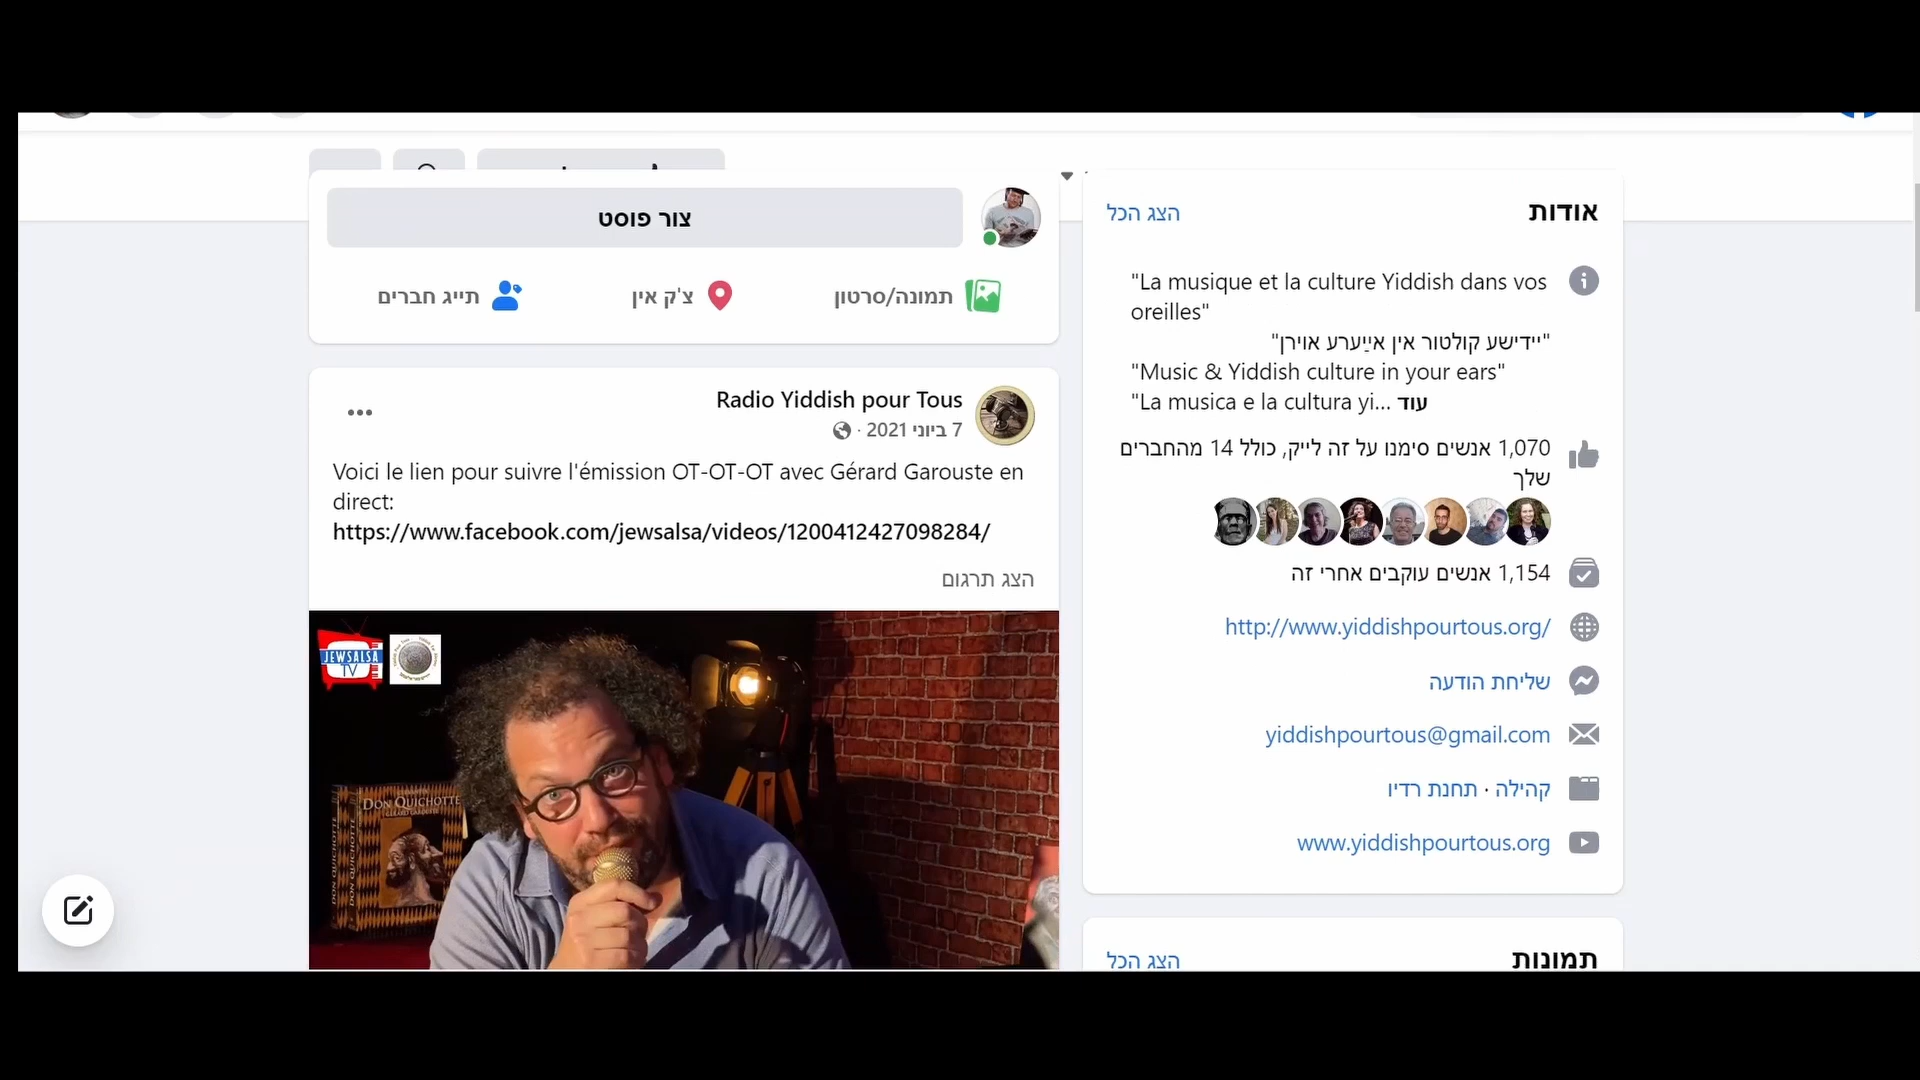 צור פוסט
תמונה/סרטון
צ'ק אין
תייג חברים
Radio Yiddish pour Tous
7 ביוני 2021 ·
Voici le lien pour suivre l'émission OT-OT-OT avec Gérard Garouste en
direct:
https://www.facebook.com/jewsalsa/videos/1200412427098284/
הצג תרגום
JEWSALSA
TV
DON QUICHOTTE
DON QUICHOTTE
אודות
הצג הכל
"La musique et la culture Yiddish dans vos
oreilles"
"יידישע קולטור אין אייַערע אוירן"
"Music & Yiddish culture in your ears"
"La musica e la cultura yi... עוד
1,070 אנשים סימנו על זה לייק, כולל 14 מהחברים
שלך
1,154 אנשים עוקבים אחרי זה
http://www.yiddishpourtous.org/
שליחת הודעה
yiddishpourtous@gmail.com
קהילה · תחנת רדיו
www.yiddishpourtous.org
תמונות
הצג הכל